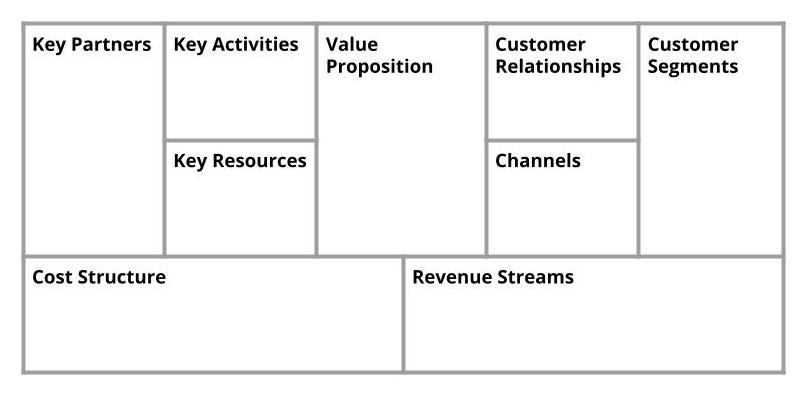 Key Partners
Key Activities
Value
Proposition
Customer
Relationships
Customer
Segments
Key Resources
Channels
Cost Structure
Revenue Streams